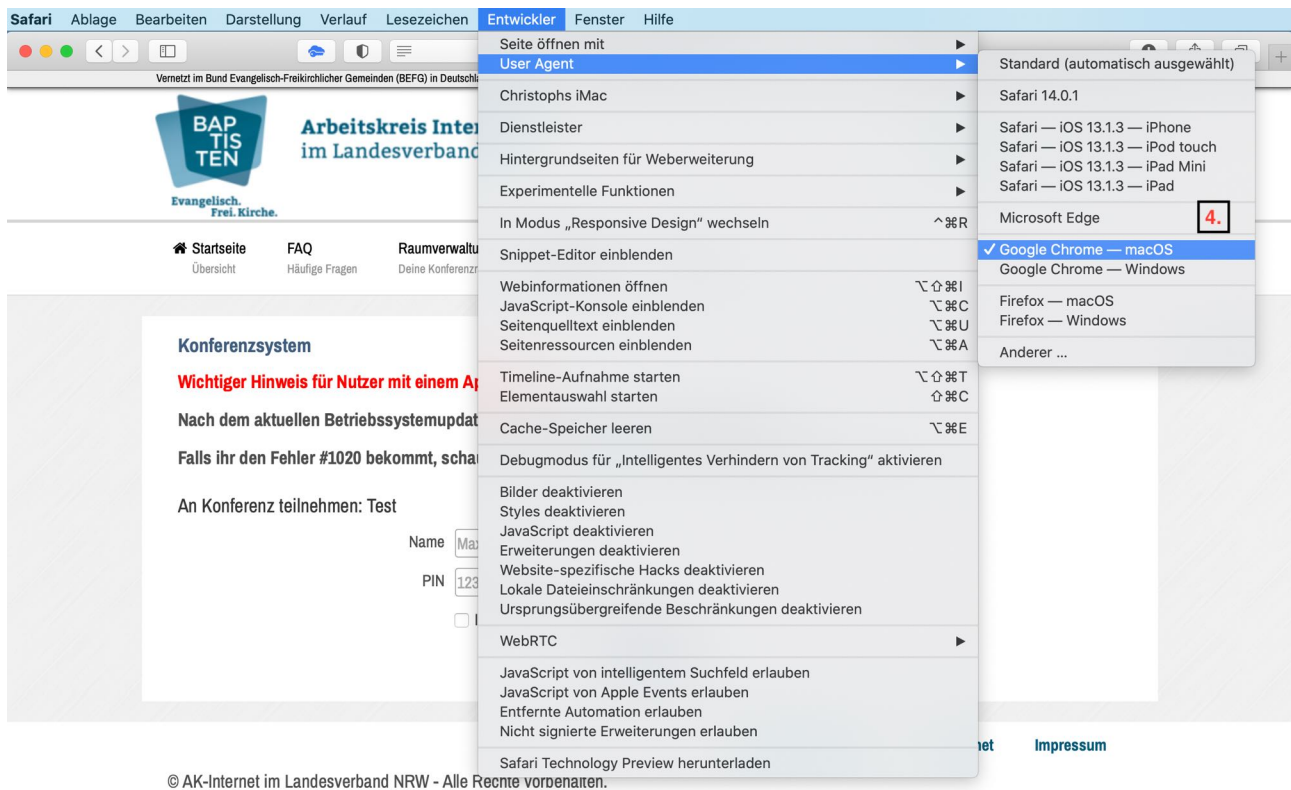 Safari Ablage Bearbeiten Darstellung Verlauf Lesezeichen Entwickler Fenster Hilfe
Vernetzt im Bund Evangelisch-Freikirchlicher Gemeinden (BEFG) in
BAP
TIS
TEN
Evangelisch.
Frei.Kirche.
Arbeitskreis
im
Startseite FAQ
Übersicht Häufige Fragen Deine
Konferenzsystem
Wichtiger Hinweis für Nutzer mit einem
Nach dem aktuellen
Falls ihr den Fehler #1020 bekommt,
An Konferenz teilnehmen: Test
Name
PIN 123
Seite öffnen mit
User Agent
Christophs iMac
Dienstleister
Hintergrundseiten für Weberweiterung
Experimentelle Funktionen
In Modus „Responsive Design“ wechseln ^⌘R
Snippet-Editor einblenden
Webinformationen öffnen ⌥⇧⌘I
JavaScript-Konsole einblenden ⌥⌘C
Seitenquelltext einblenden ⌥⌘U
Seitenressourcen einblenden ⌥⌘A
Timeline-Aufnahme starten ⌥⇧⌘T
Elementauswahl starten ⇧⌘C
Cache-Speicher leeren ⌥⌘E
Debugmodus für „Intelligentes Verhindern von Tracking“ aktivieren
Bilder deaktivieren
Styles deaktivieren
JavaScript deaktivieren
Erweiterungen deaktivieren
Website-spezifische Hacks deaktivieren
Lokale Dateieinschränkungen deaktivieren
Ursprungsübergreifende Beschränkungen deaktivieren
WebRTC
JavaScript von intelligentem Suchfeld erlauben
JavaScript von Apple Events erlauben
Entfernte Automation erlauben
Nicht signierte Erweiterungen erlauben
Safari Technology Preview herunterladen
Standard (automatisch ausgewählt)
Safari 14.0.1
Safari — iOS 13.1.3 — iPhone
Safari — iOS 13.1.3 — iPod touch
Safari — iOS 13.1.3 — iPad Mini
Safari — iOS 13.1.3 — iPad
Microsoft Edge
4.
✓ Google Chrome — macOS
Google Chrome — Windows
Firefox — macOS
Firefox — Windows
Anderer ...
Impressum
© AK-Internet im Landesverband NRW - Alle Rechte vorbehalten.